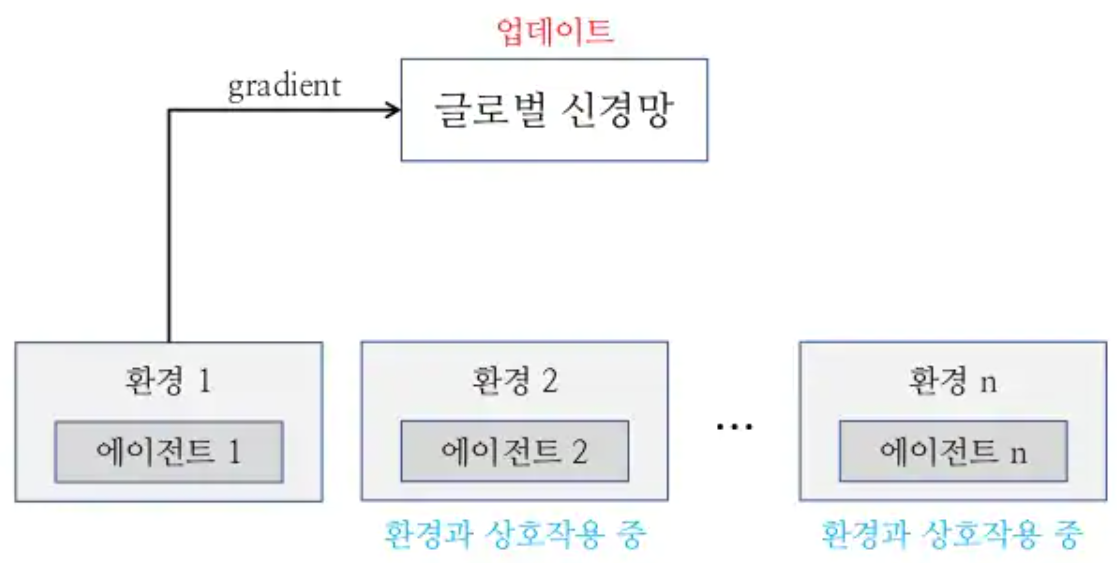 업데이트
gradient
글로벌 신경망
환경 1
에이전트 1
환경 2
에이전트 2
환경과 상호작용 중
...
환경 n
에이전트 n
환경과 상호작용 중